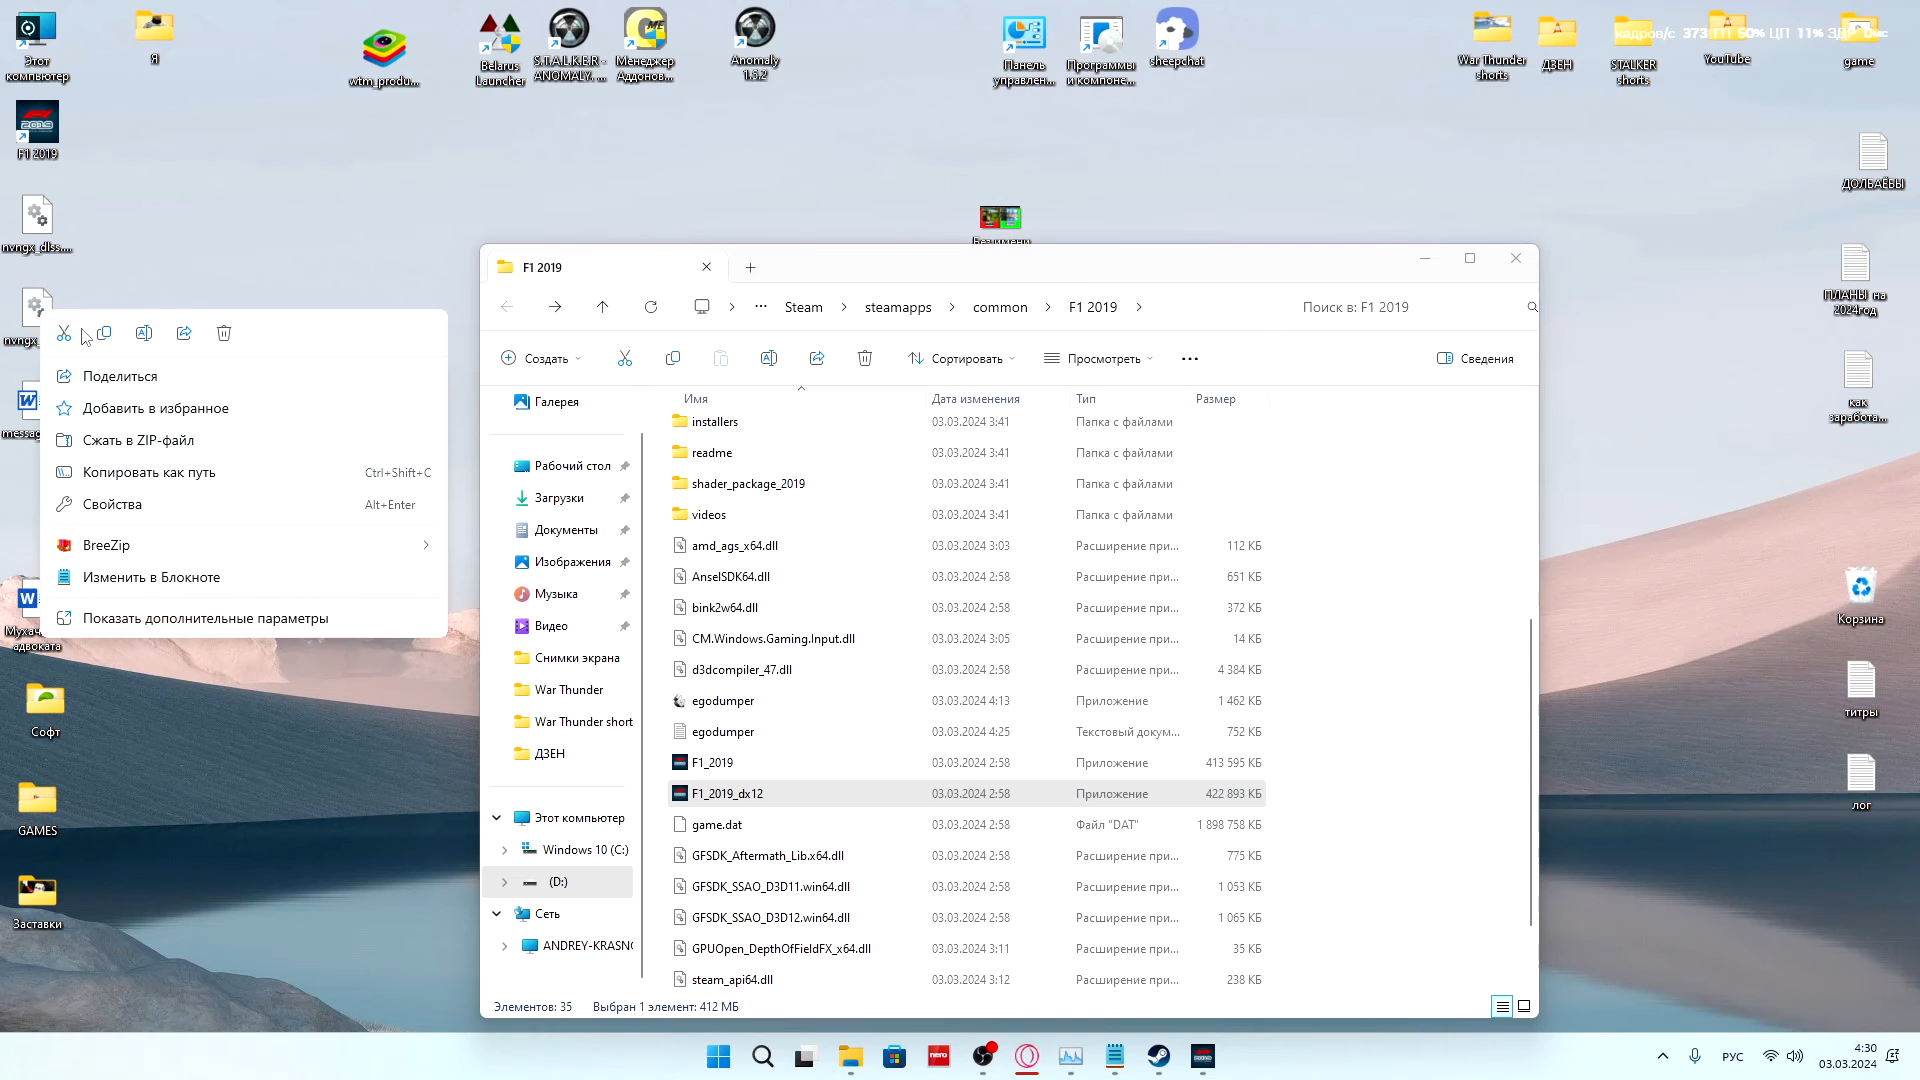 Этот
компьютер
Я
wtm_produ...
Belarus
Launcher
S.T.A.L.K.E.R -
ANOMALY. ...
Менеджер
Аддонов...
Anomaly
1.5.2
Панель
управлен...
Программы
и компоне...
sheepchat
War Thunder
shorts
ДЗЕН
STALKER
shorts
YouTube
game
кадров/с 373 ГП 50% ЦП 11% ЗДР 0мс
F1 2019
nvngx_dlss....
nvngx_
message
Мухач
адвоката
Софт
GAMES
Заставки
Безимени
ДОЛБАЁБЫ
ПЛАНЫ на
2024год
как
заработа...
Корзина
титры
лог
Поделиться
Добавить в избранное
Сжать в ZIP-файл
Копировать как путь Ctrl+Shift+C
Свойства Alt+Enter
BreeZip
Изменить в Блокноте
Показать дополнительные параметры
F1 2019
Steam > steamapps > common > F1 2019 >
Поиск в: F1 2019
Создать
Сортировать
Просмотреть
Сведения
Галерея
Рабочий стол
Загрузки
Документы
Изображения
Музыка
Видео
Снимки экрана
War Thunder
War Thunder short
ДЗЕН
Этот компьютер
Windows 10 (C:)
(D:)
Сеть
ANDREY-KRASNO
Имя Дата изменения Тип Размер
installers 03.03.2024 3:41 Папка с файлами
readme 03.03.2024 3:41 Папка с файлами
shader_package_2019 03.03.2024 3:41 Папка с файлами
videos 03.03.2024 3:41 Папка с файлами
amd_ags_x64.dll 03.03.2024 3:03 Расширение при... 112 КБ
AnselSDK64.dll 03.03.2024 2:58 Расширение при... 651 КБ
bink2w64.dll 03.03.2024 2:58 Расширение при... 372 КБ
CM.Windows.Gaming.Input.dll 03.03.2024 3:05 Расширение при... 14 КБ
d3dcompiler_47.dll 03.03.2024 2:58 Расширение при... 4 384 КБ
egodumper 03.03.2024 4:13 Приложение 1 462 КБ
egodumper 03.03.2024 4:25 Текстовый докум... 752 КБ
F1_2019 03.03.2024 2:58 Приложение 413 595 КБ
F1_2019_dx12 03.03.2024 2:58 Приложение 422 893 КБ
game.dat 03.03.2024 2:58 Файл "DAT" 1 898 758 КБ
GFSDK_Aftermath_Lib.x64.dll 03.03.2024 2:58 Расширение при... 775 КБ
GFSDK_SSAO_D3D11.win64.dll 03.03.2024 2:58 Расширение при... 1 053 КБ
GFSDK_SSAO_D3D12.win64.dll 03.03.2024 2:58 Расширение при... 1 065 КБ
GPUOpen_DepthOfFieldFX_x64.dll 03.03.2024 3:11 Расширение при... 35 КБ
steam_api64.dll 03.03.2024 3:12 Расширение при... 238 КБ
Элементов: 35 Выбран 1 элемент: 412 МБ
nero
РУС
4:30
03.03.2024